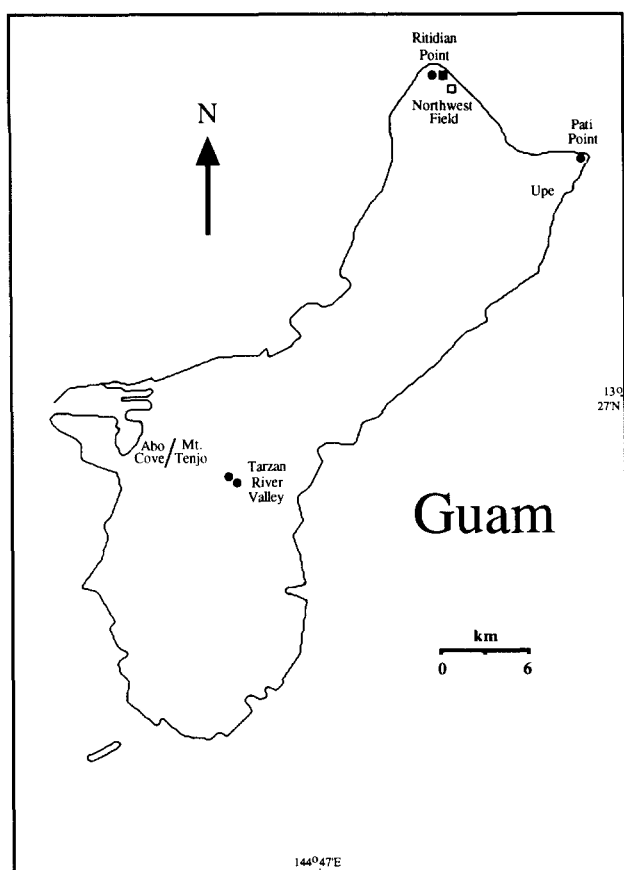 Ritidian
Point
N
Northwest
Field
Pati
Point
Upe
13°
27'N
Abo / Mt.
Cove / Tenjo
Tarzan
River
Valley
Guam
km
0 6
144°47'E